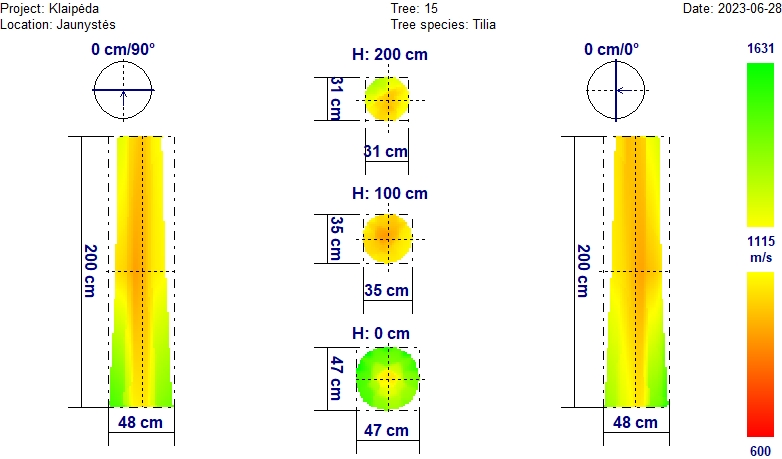 Project: Klaipėda
Tree: 15
Date: 2023-06-28
Location: Jaunystės
Tree species: Tilia
0 cm/90°
H: 200 cm
0 cm/0°
1631
31 cm
31 cm
H: 100 cm
35 cm
35 cm
200 cm
200 cm
1115
m/s
H: 0 cm
47 cm
47 cm
48 cm
48 cm
600